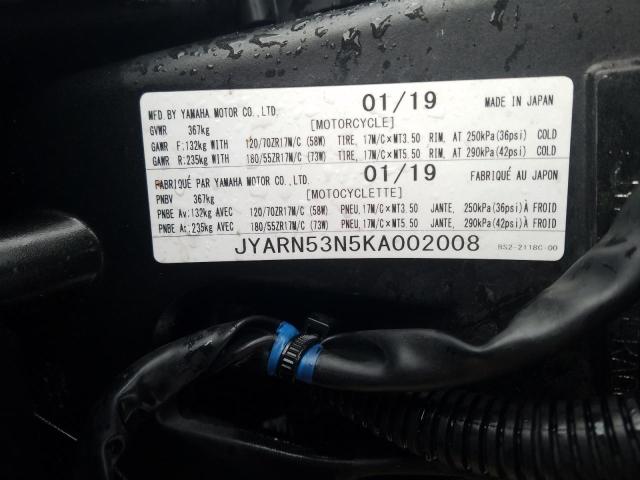 MFD. BY YAMAHA MOTOR CO., LTD. 01/19 MADE IN JAPAN
GVWR 367kg [MOTORCYCLE]
GAWR F:132kg WITH 120/70ZR17M/C (58W) TIRE, 17M/C×MT3.50 RIM, AT 250kPa(36psi) COLD
GAWR R:235kg WITH 180/55ZR17M/C (73W) TIRE, 17M/C×MT5.50 RIM, AT 290kPa(42psi) COLD
FABRIQUÉ PAR YAMAHA MOTOR CO., LTD. 01/19 FABRIQUÉ AU JAPON
PNBV 367kg [MOTOCYCLETTE]
PNBE Av:132kg AVEC 120/70ZR17M/C (58W) PNEU, 17M/C×MT3.50 JANTE, 250kPa(36psi) À FROID
PNBE Ar:235kg AVEC 180/55ZR17M/C (73W) PNEU, 17M/C×MT5.50 JANTE, 290kPa(42psi) À FROID
JYARN53N5KA002008 BS2-2118C-00